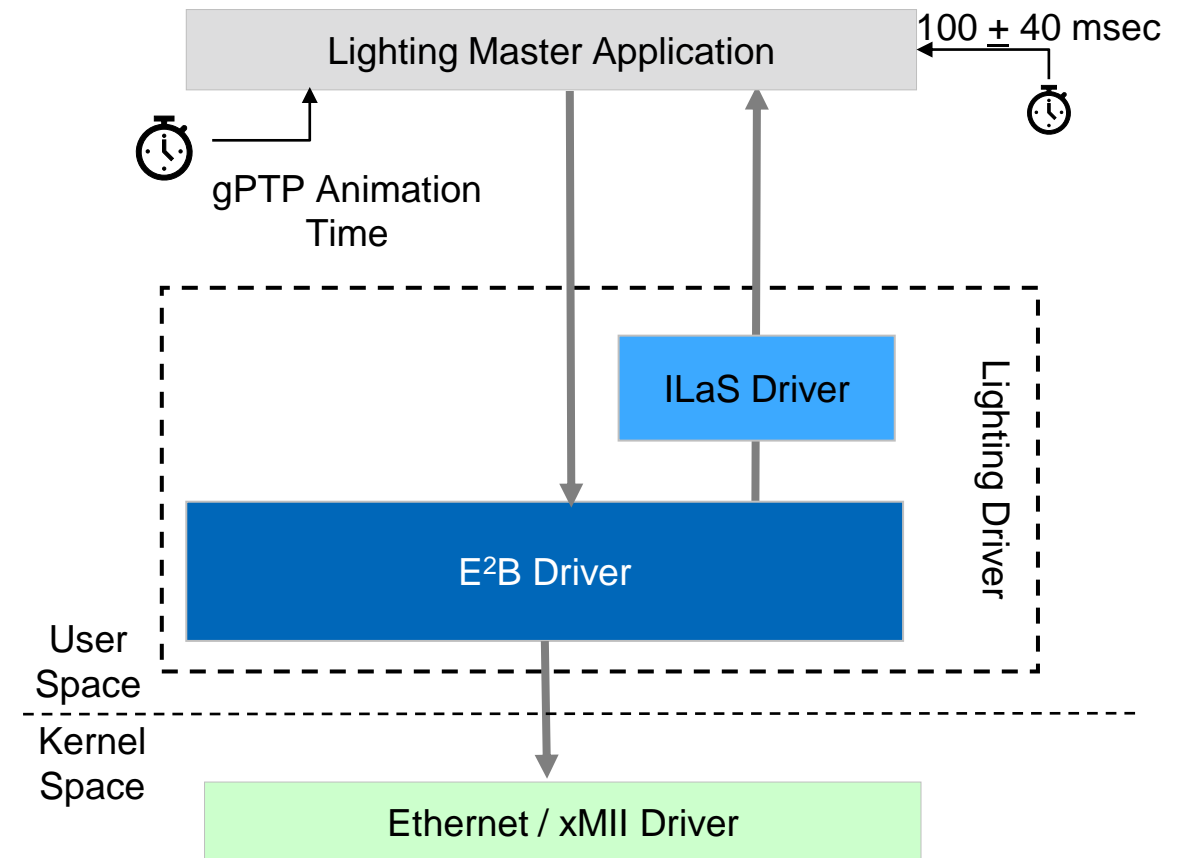 Lighting Master Application
100 ± 40 msec
gPTP Animation
Time
ILaS Driver
Lighting Driver
E²B Driver
User
Space
Kernel
Space
Ethernet / xMII Driver